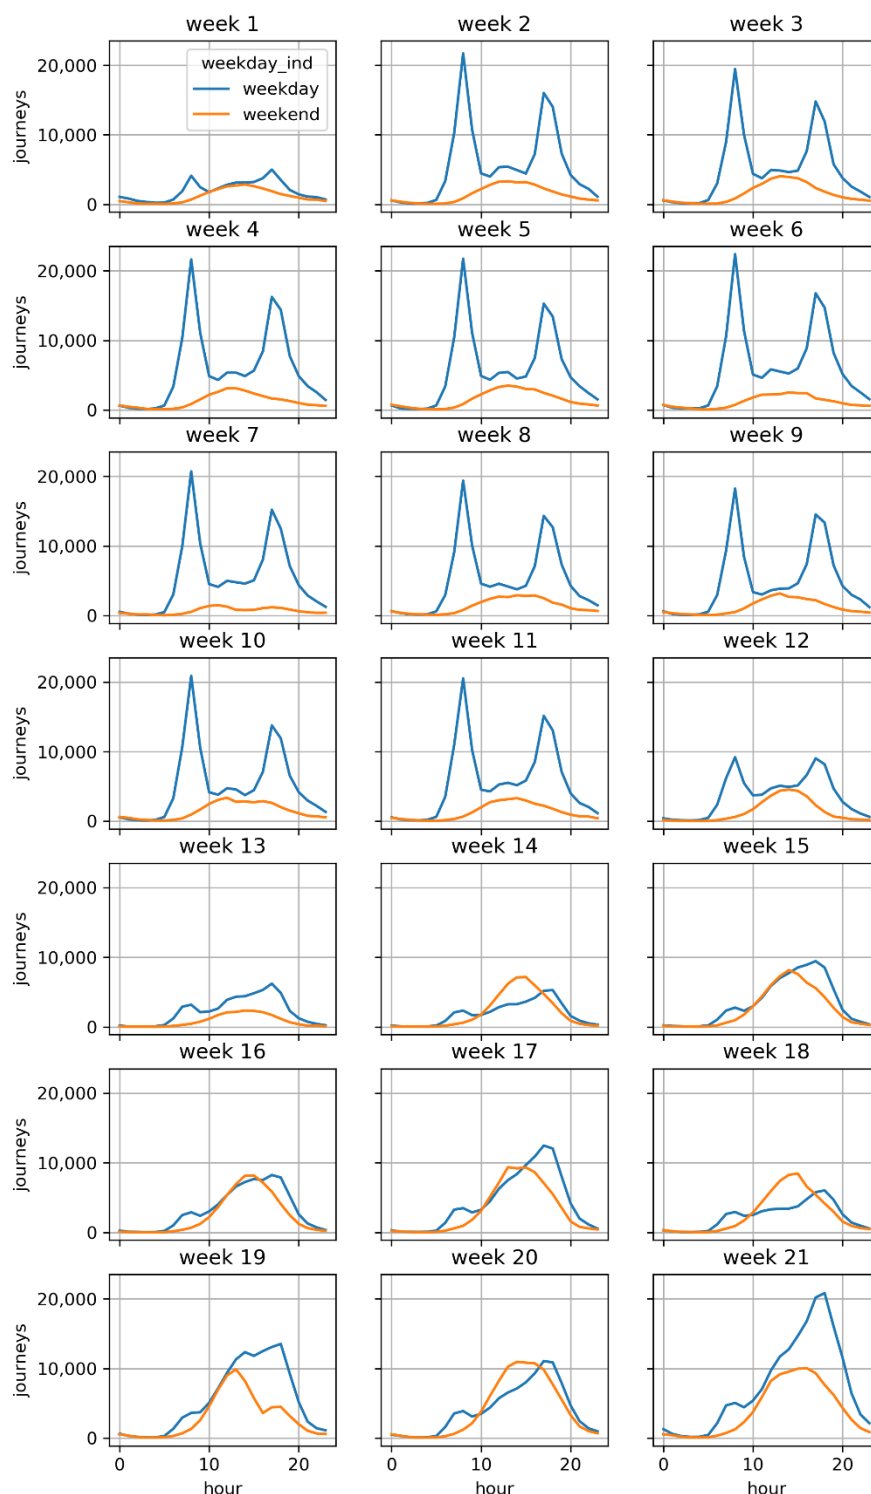 week 1
week 2
week 3
weekday_ind
weekday
weekend
20,000
10,000
0
journeys
week 4
week 5
week 6
20,000
10,000
0
journeys
week 7
week 8
week 9
20,000
10,000
0
journeys
week 10
week 11
week 12
20,000
10,000
0
journeys
week 13
week 14
week 15
20,000
10,000
0
journeys
week 16
week 17
week 18
20,000
10,000
0
journeys
week 19
week 20
week 21
20,000
10,000
0
journeys
0 20 0 20 0 20
hour hour hour